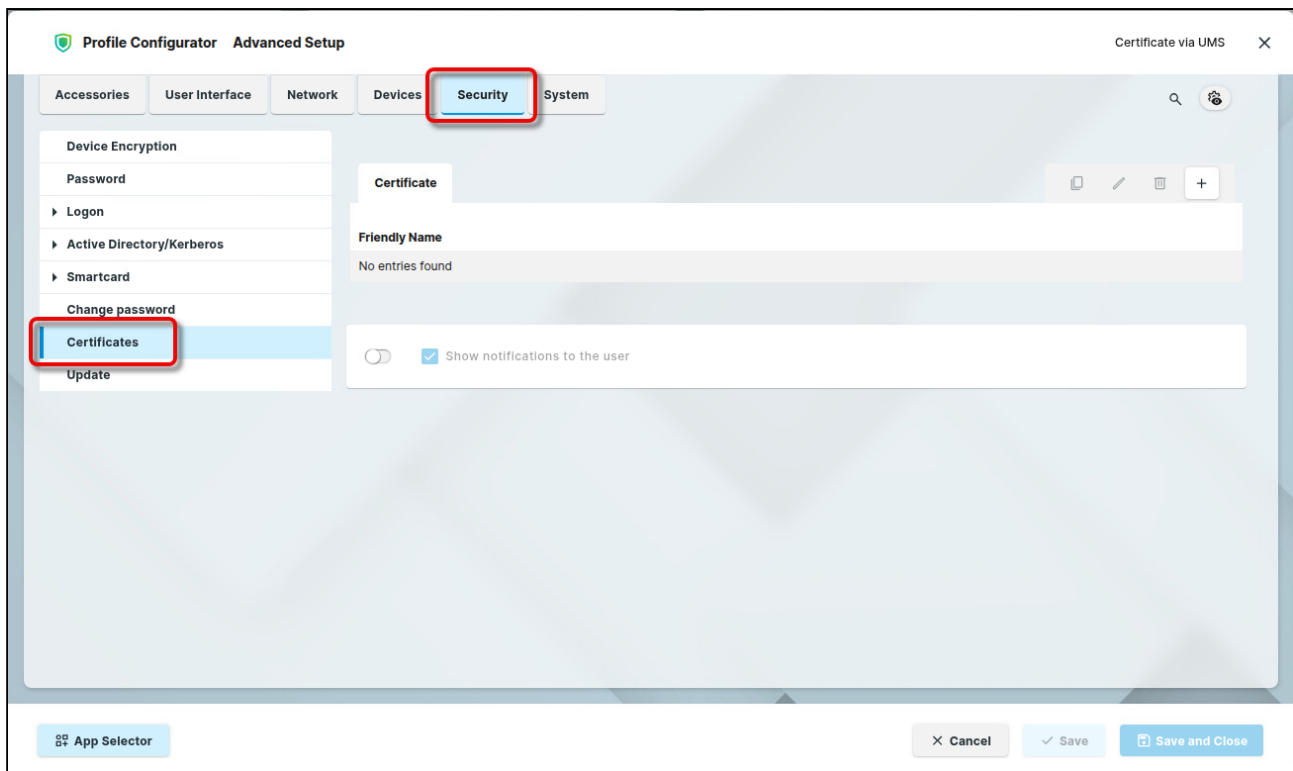 Profile Configurator Advanced Setup Certificate via UMS
Accessories User Interface Network Devices Security System
Device Encryption
Password
Logon
Active Directory/Kerberos
Smartcard
Change password
Certificates
Update
Certificate
Friendly Name
No entries found
Show notifications to the user
App Selector Cancel Save Save and Close